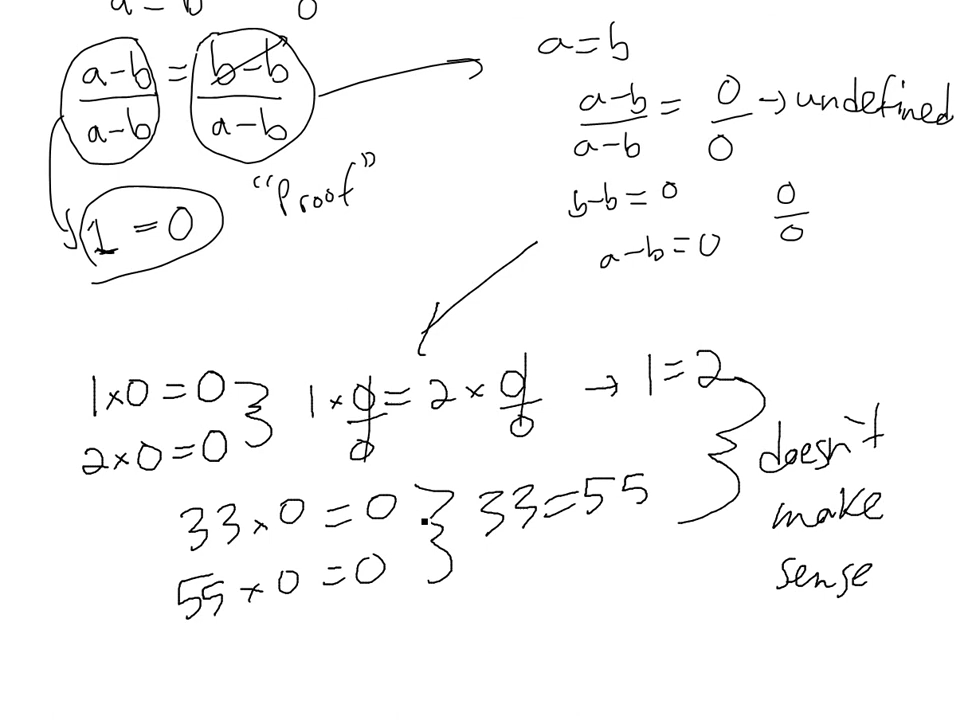 a = b 0
(a-b)/(a-b) = (b-b)/(a-b)
1 = 0
"Proof"
a = b
(a-b)/(a-b) = 0/0 → undefined
b-b = 0 0/0
a-b = 0
1×0 = 0
2×0 = 0
1 × 0/0 = 2 × 0/0 → 1 = 2
33×0 = 0
55×0 = 0
33 = 55
doesn't
make
sense